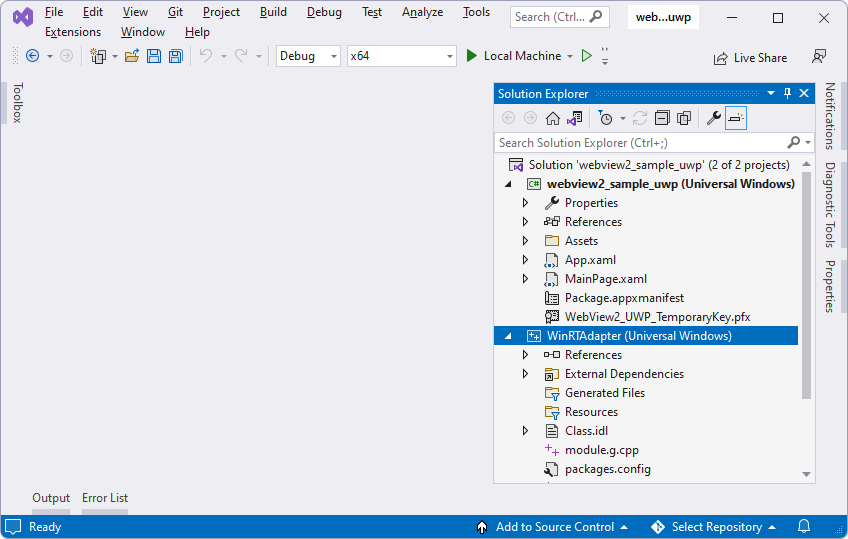 File Edit View Git Project Build Debug Test Analyze Tools Search (Ctrl... web...uwp
Extensions Window Help
Debug x64 Local Machine Live Share
Toolbox
Solution Explorer
Search Solution Explorer (Ctrl+;)
Solution 'webview2_sample_uwp' (2 of 2 projects)
webview2_sample_uwp (Universal Windows)
Properties
References
Assets
App.xaml
MainPage.xaml
Package.appxmanifest
WebView2_UWP_TemporaryKey.pfx
WinRTAdapter (Universal Windows)
References
External Dependencies
Generated Files
Resources
Class.idl
module.g.cpp
packages.config
Notifications
Diagnostic Tools
Properties
Output Error List
Ready Add to Source Control Select Repository